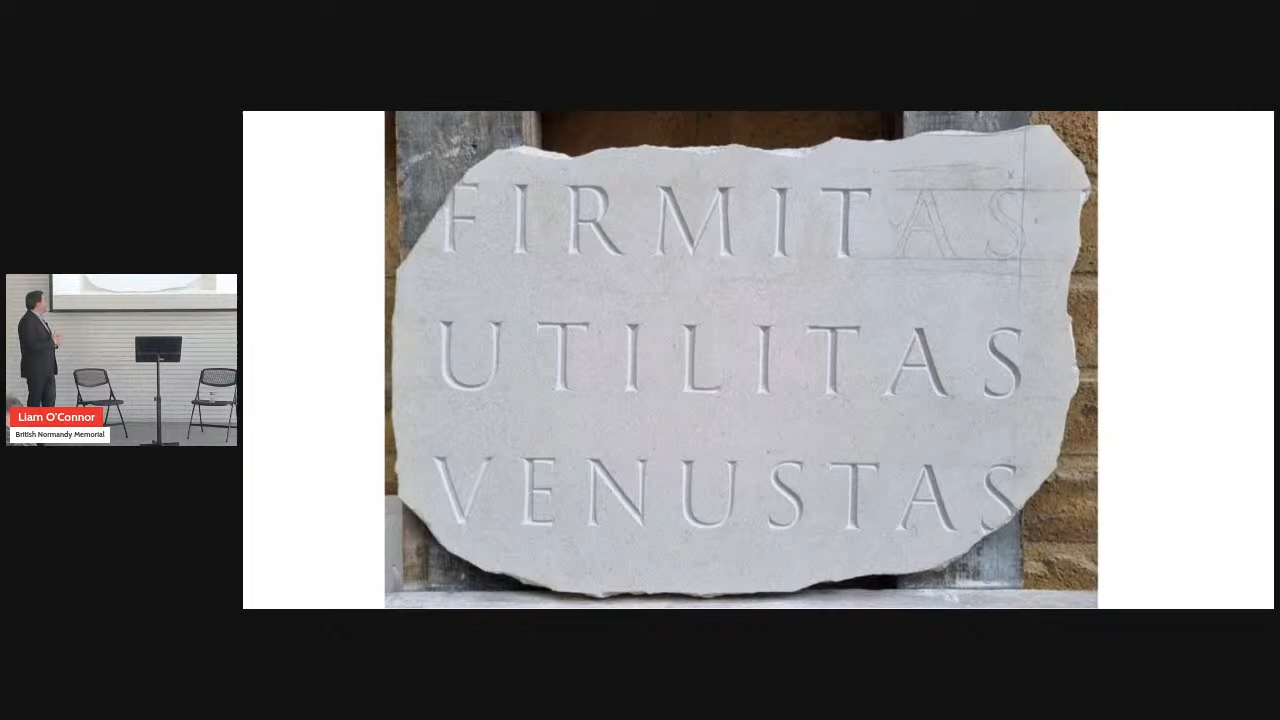 FIRMITAS
UTILITAS
VENUSTAS
Liam O'Connor
British Normandy Memorial